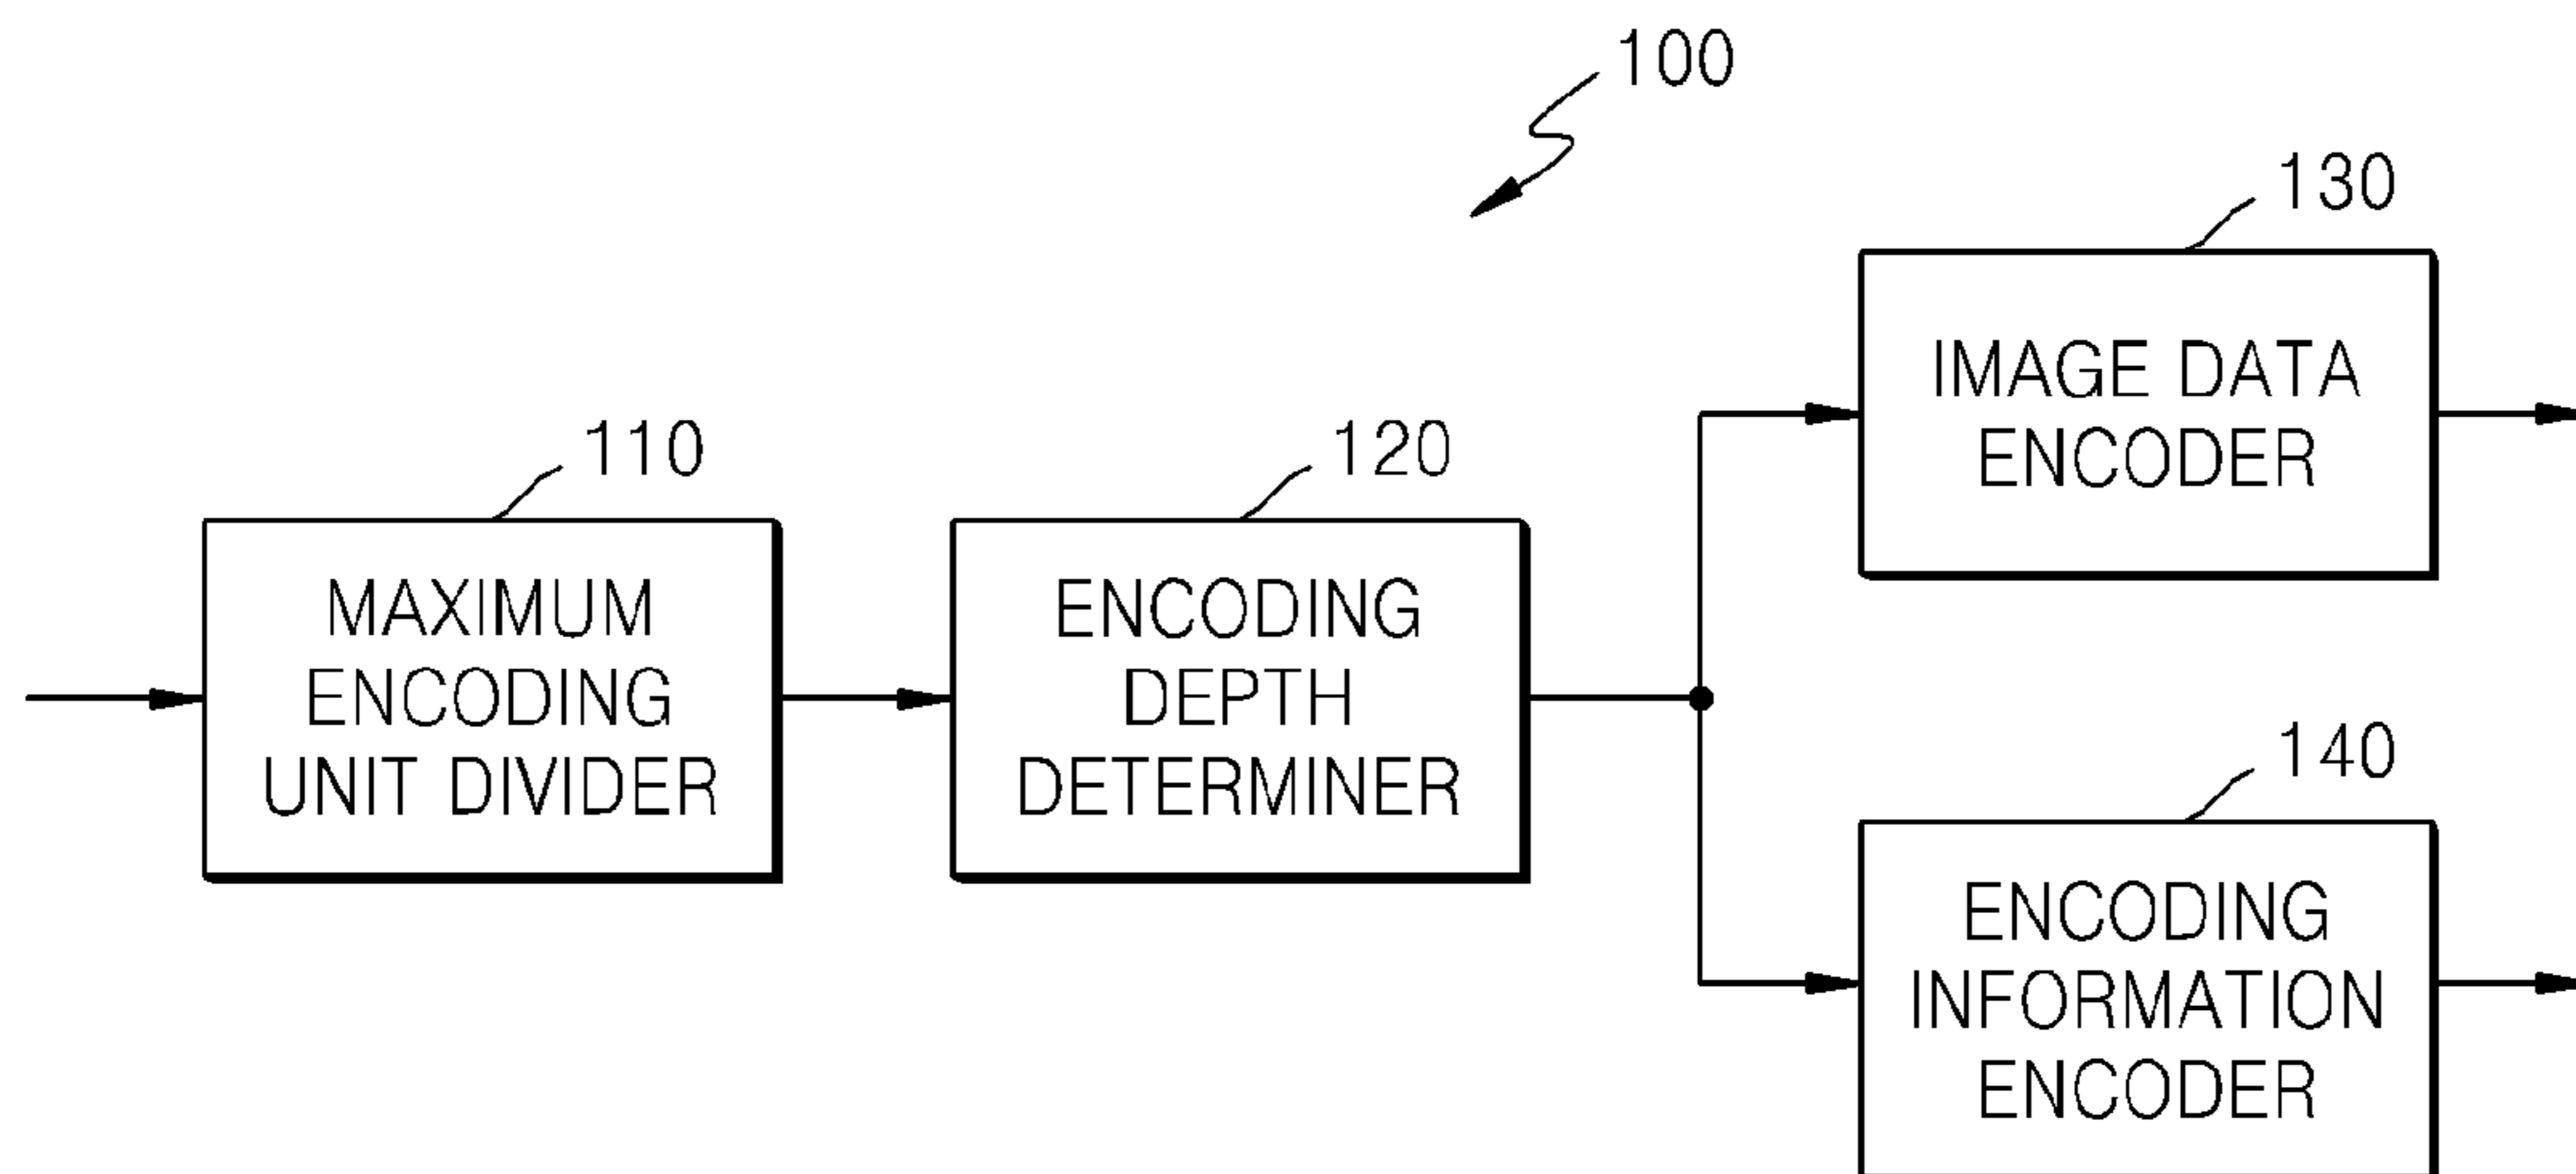 100
110
MAXIMUM
ENCODING
UNIT DIVIDER
120
ENCODING
DEPTH
DETERMINER
130
IMAGE DATA
ENCODER
140
ENCODING
INFORMATION
ENCODER